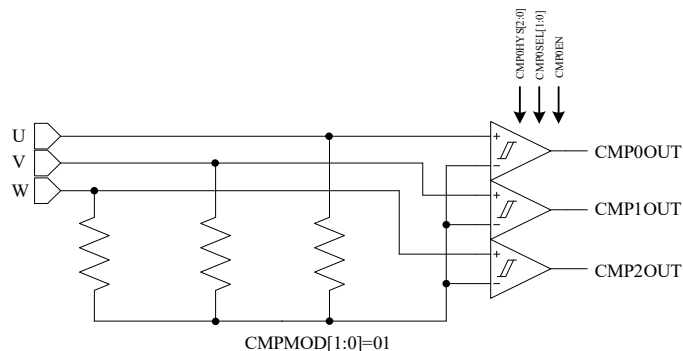 CMP0HYS[2:0]
CMP0SEL[1:0]
CMP0EN
U
V
W
+
−
CMP0OUT
+
−
CMP1OUT
+
−
CMP2OUT
CMPMOD[1:0]=01